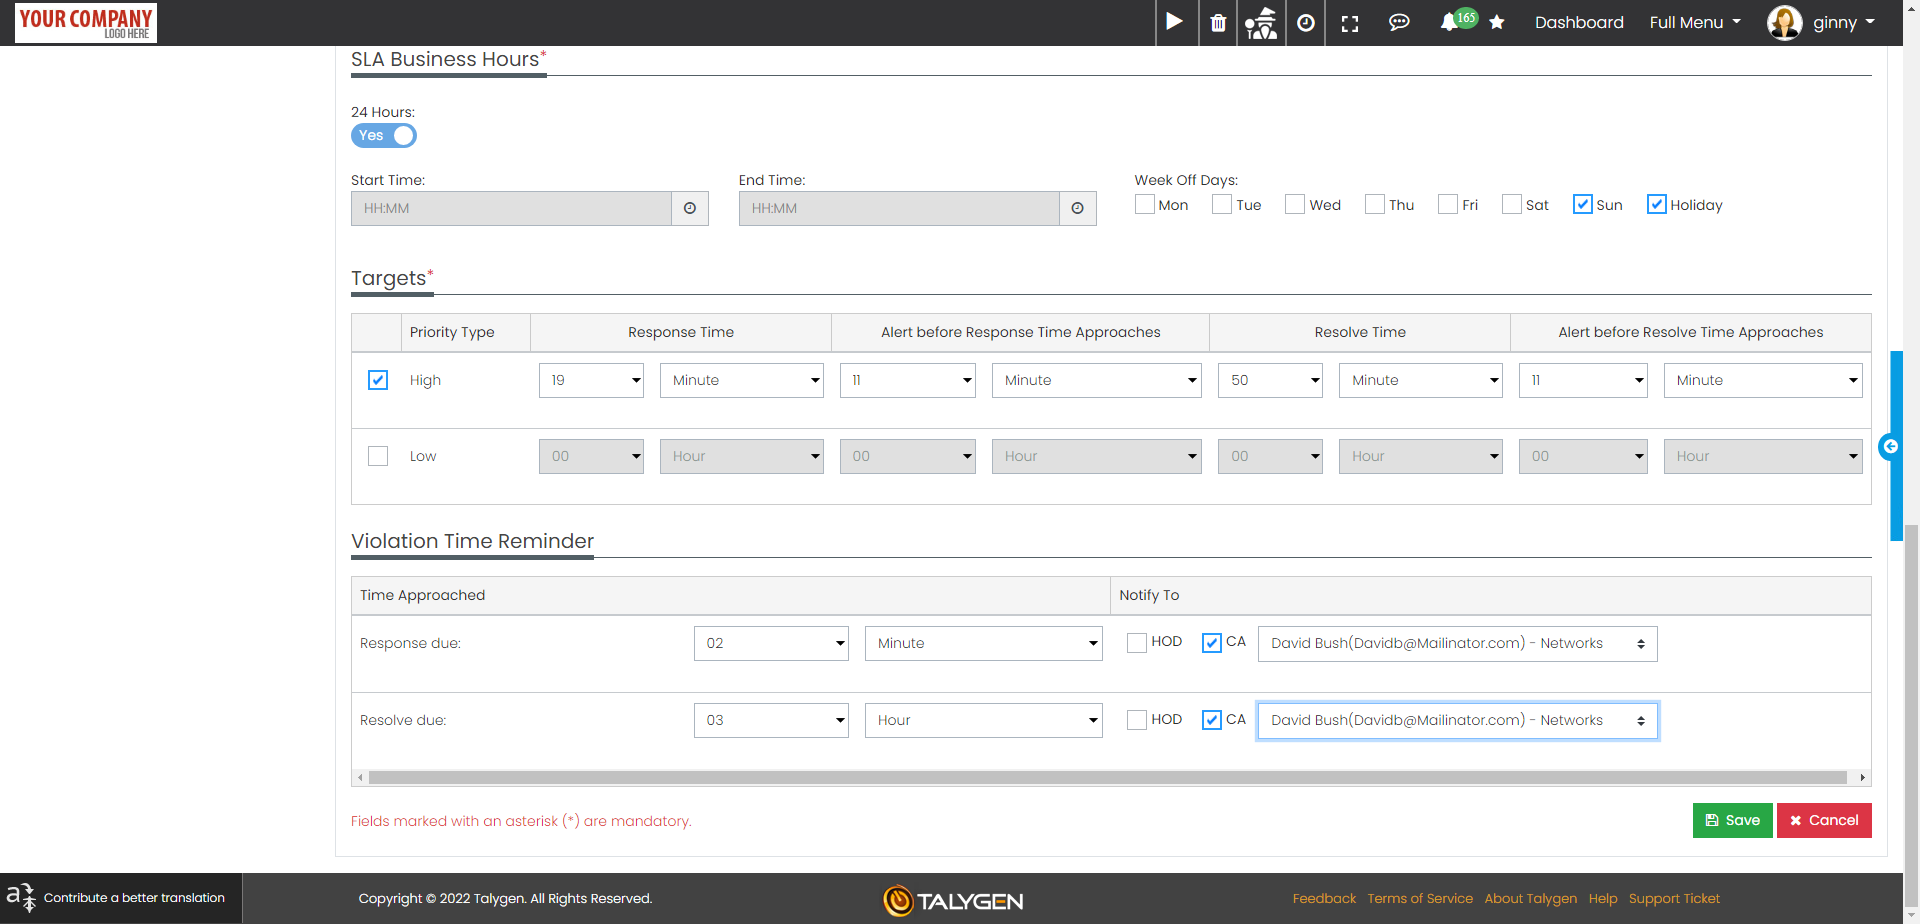 YOUR COMPANY
LOGO HERE
165
Dashboard
Full Menu
ginny
SLA Business Hours*
24 Hours:
Yes
Start Time:
End Time:
Week Off Days:
HH:MM
HH:MM
Mon Tue Wed Thu Fri Sat Sun Holiday
Targets*
Priority Type Response Time Alert before Response Time Approaches Resolve Time Alert before Resolve Time Approaches
High 19 Minute 11 Minute 50 Minute 11 Minute
Low 00 Hour 00 Hour 00 Hour 00 Hour
Violation Time Reminder
Time Approached Notify To
Response due: 02 Minute HOD CA David Bush(Davidb@Mailinator.com) - Networks
Resolve due: 03 Hour HOD CA David Bush(Davidb@Mailinator.com) - Networks
Fields marked with an asterisk (*) are mandatory.
Save
Cancel
Contribute a better translation
Copyright © 2022 Talygen. All Rights Reserved.
TALYGEN
Feedback Terms of Service About Talygen Help Support Ticket